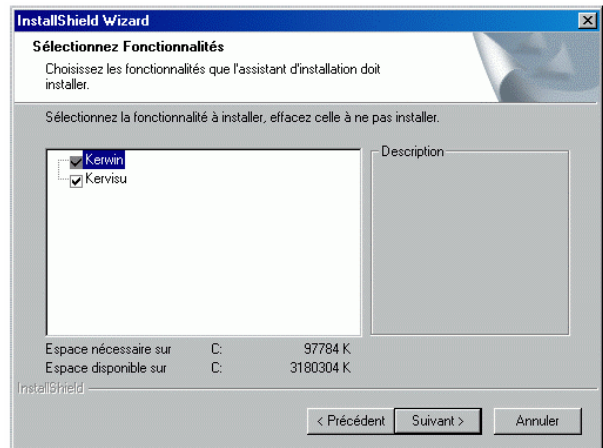 InstallShield Wizard
Sélectionnez Fonctionnalités
Choisissez les fonctionnalités que l'assistant d'installation doit
installer.
Sélectionnez la fonctionnalité à installer, effacez celle à ne pas installer.
Kerwin
Kervisu
Description
Espace nécessaire sur C: 97784 K
Espace disponible sur C: 3180304 K
InstallShield
< Précédent Suivant > Annuler